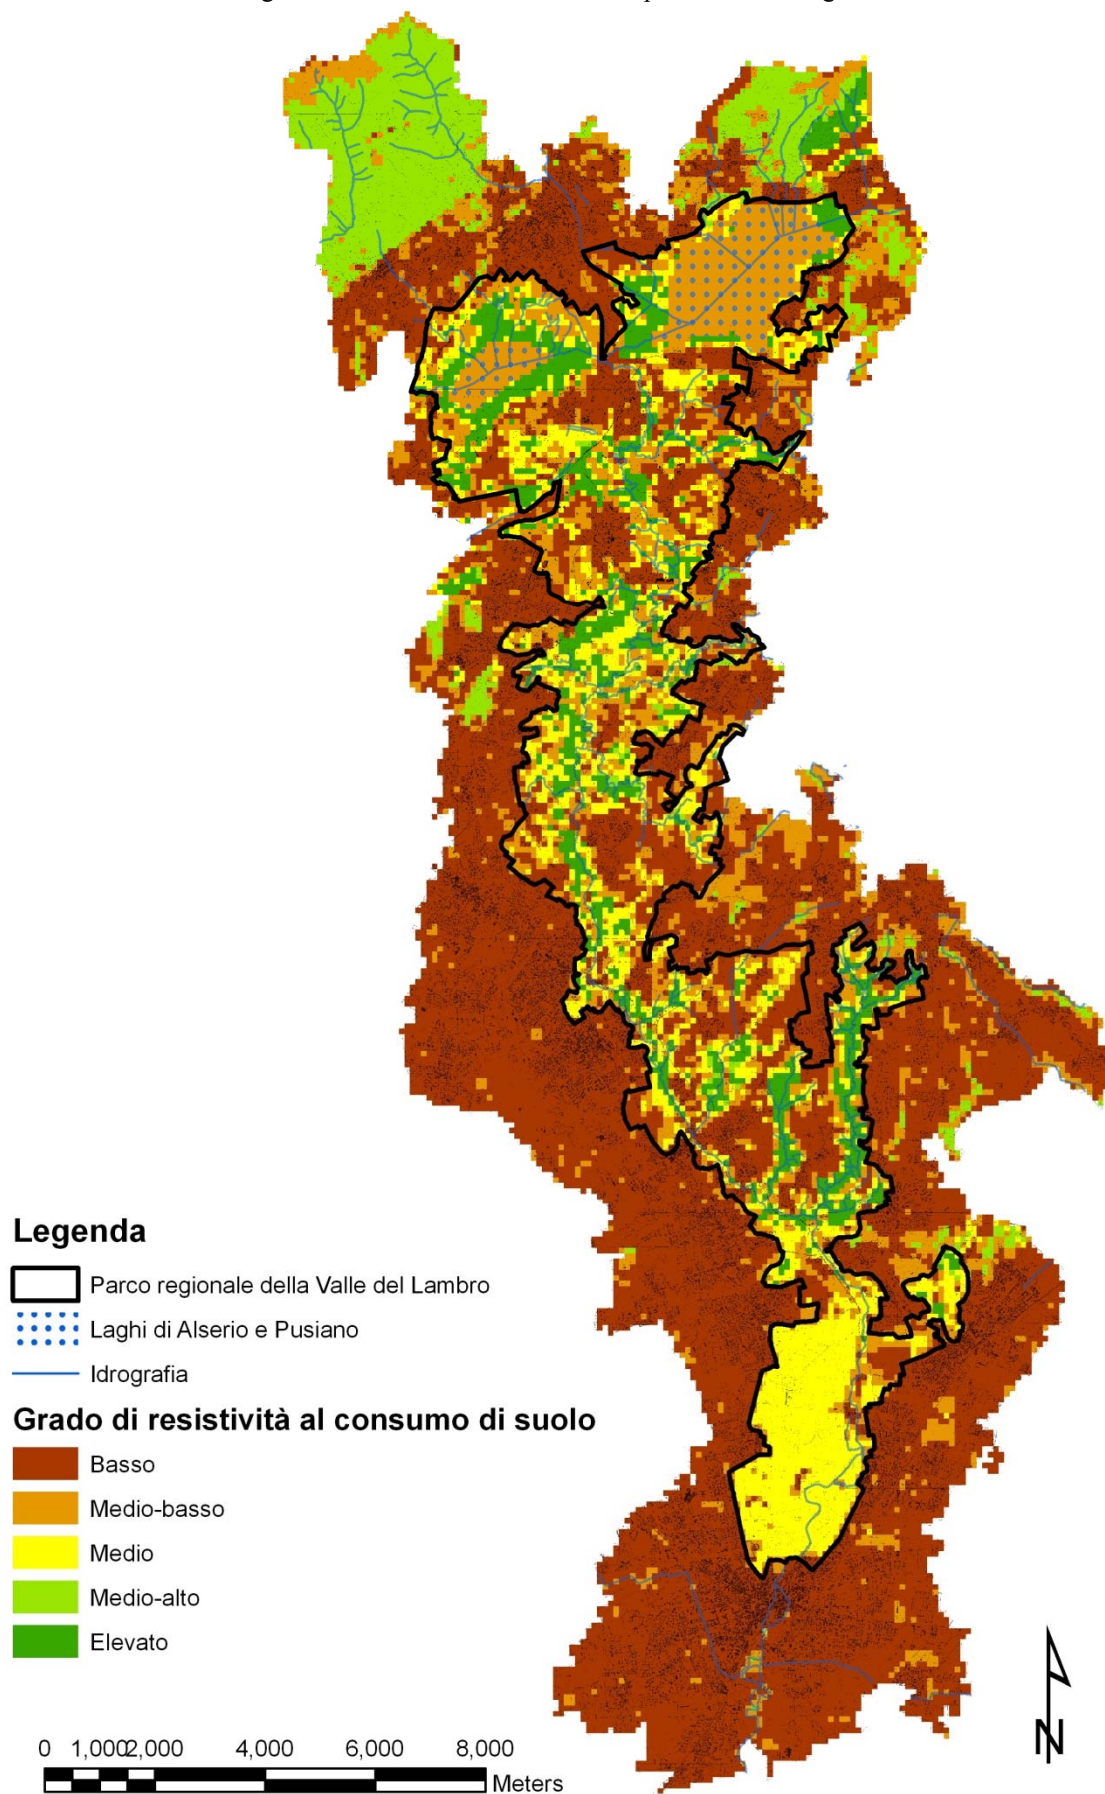 Legenda
Parco regionale della Valle del Lambro
Laghi di Alserio e Pusiano
Idrografia
Grado di resistività al consumo di suolo
Basso
Medio-basso
Medio
Medio-alto
Elevato
0 1,000 2,000 4,000 6,000 8,000
Meters
N